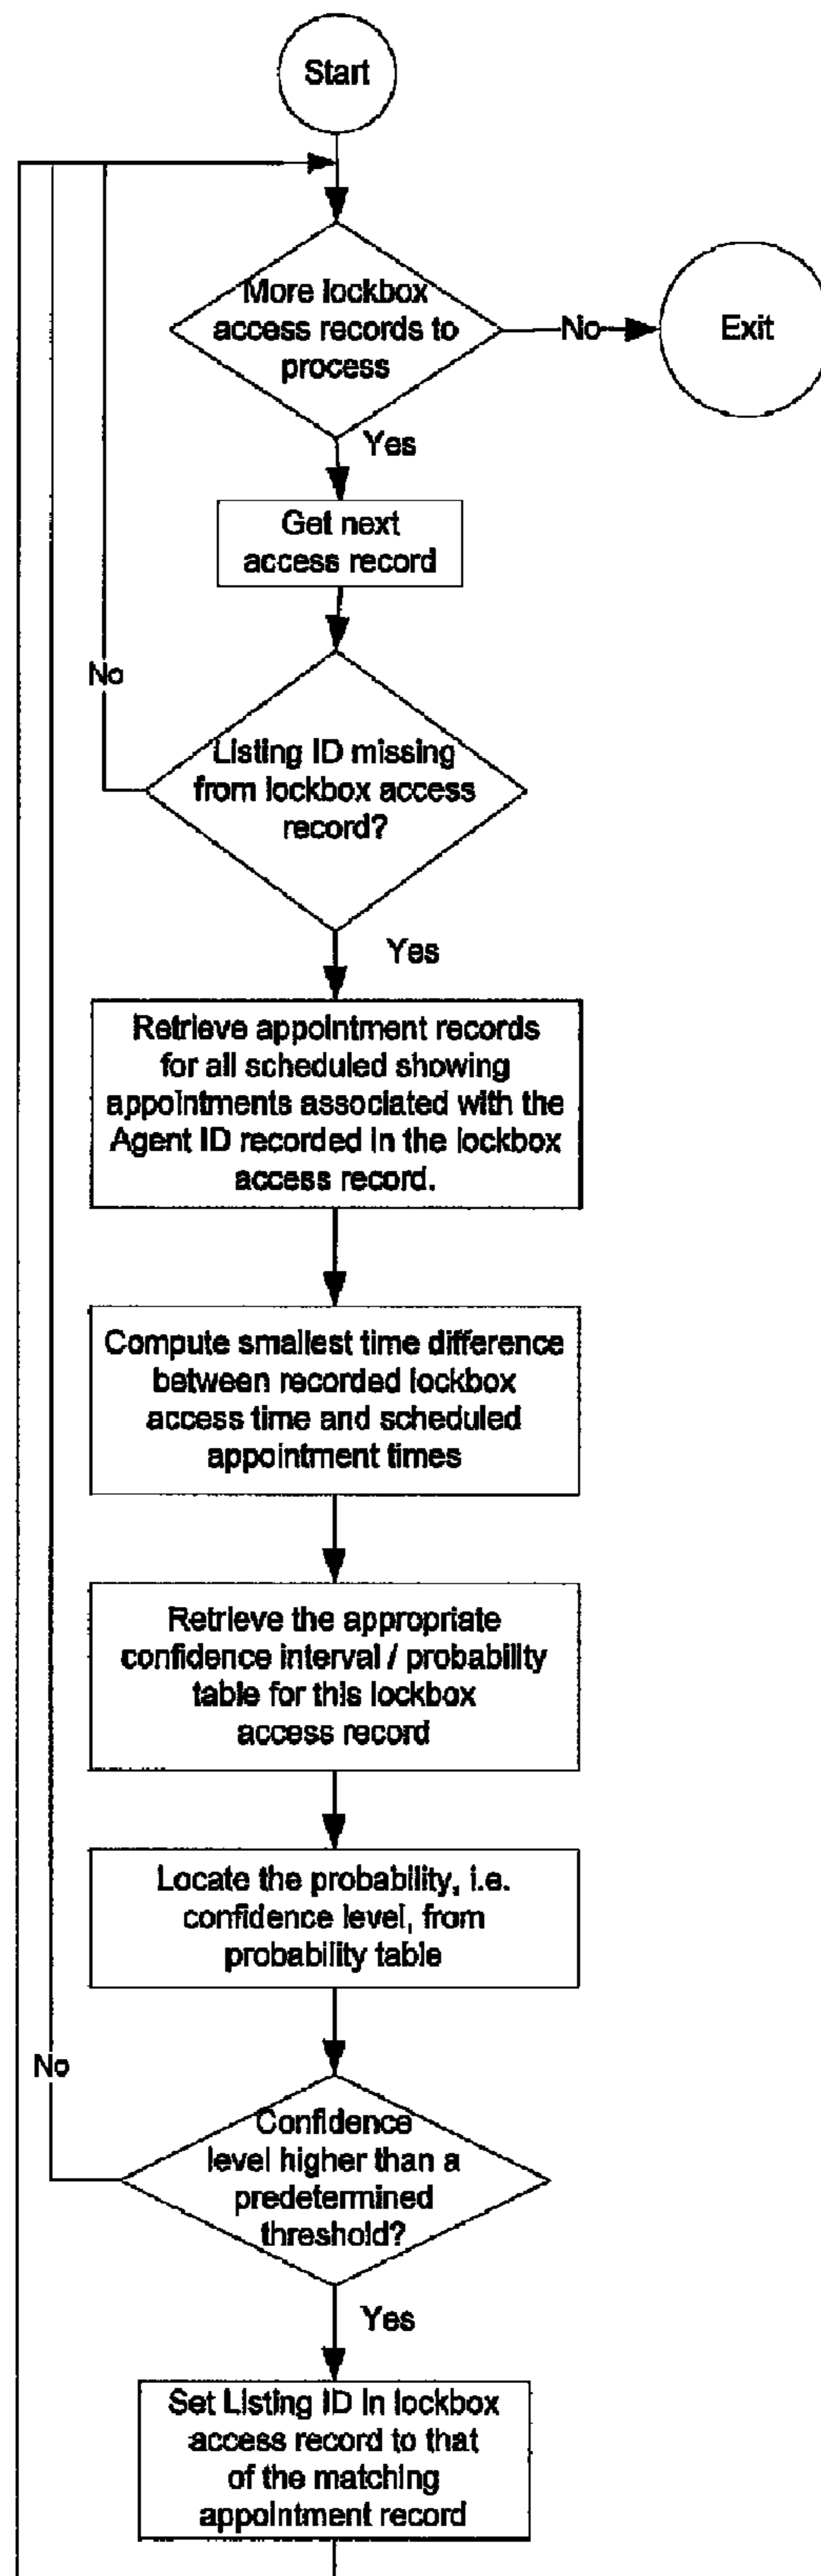 Start
More lockbox
access records to
process
No
Exit
Yes
Get next
access record
No
Listing ID missing
from lockbox access
record?
Yes
Retrieve appointment records
for all scheduled showing
appointments associated with the
Agent ID recorded in the lockbox
access record.
Compute smallest time difference
between recorded lockbox
access time and scheduled
appointment times
Retrieve the appropriate
confidence interval / probability
table for this lockbox
access record
Locate the probability, i.e.
confidence level, from
probability table
No
Confidence
level higher than a
predetermined
threshold?
Yes
Set Listing ID in lockbox
access record to that
of the matching
appointment record